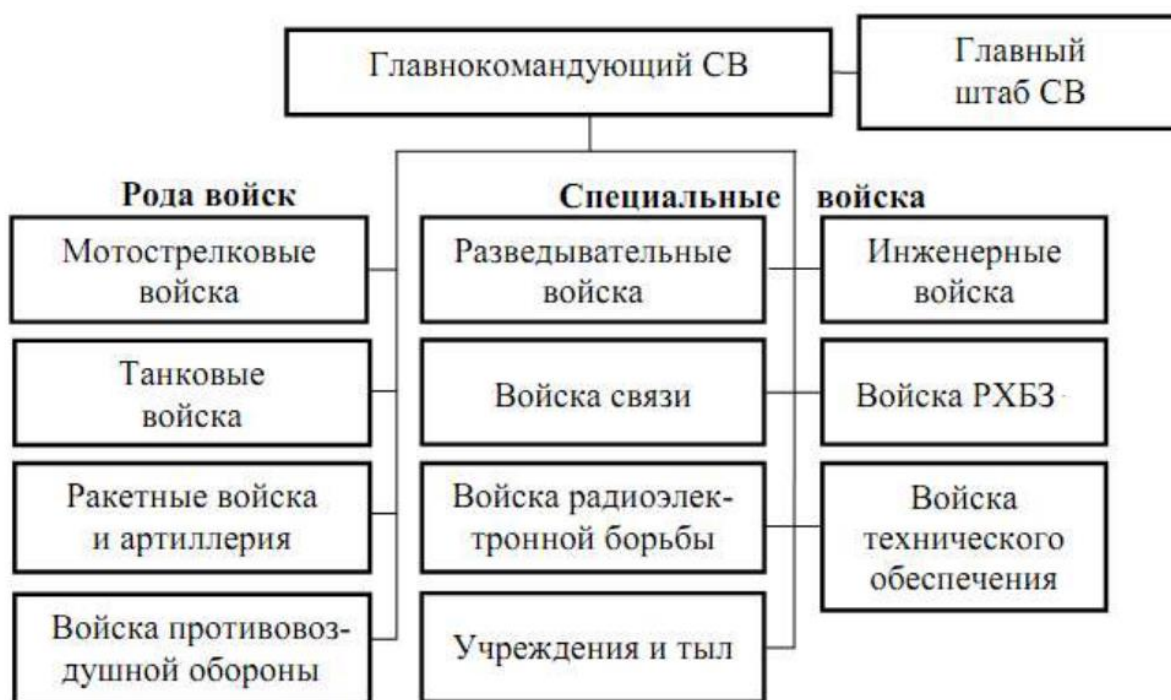 Главнокомандующий СВ
Главный
штаб СВ
Рода войск
Специальные войска
Мотострелковые
войска
Разведывательные
войска
Инженерные
войска
Танковые
войска
Войска связи
Войска РХБЗ
Ракетные войска
и артиллерия
Войска радиоэлек-
тронной борьбы
Войска
технического
обеспечения
Войска противовоз-
душной обороны
Учреждения и тыл